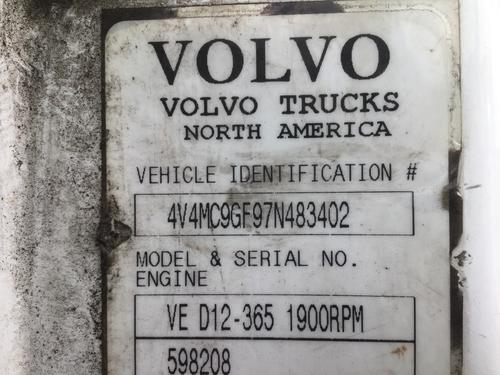 VOLVO
VOLVO TRUCKS
NORTH AMERICA
VEHICLE IDENTIFICATION #
4V4MC9GF97N483402
MODEL & SERIAL NO.
ENGINE
VE D12-365 1900RPM
598208